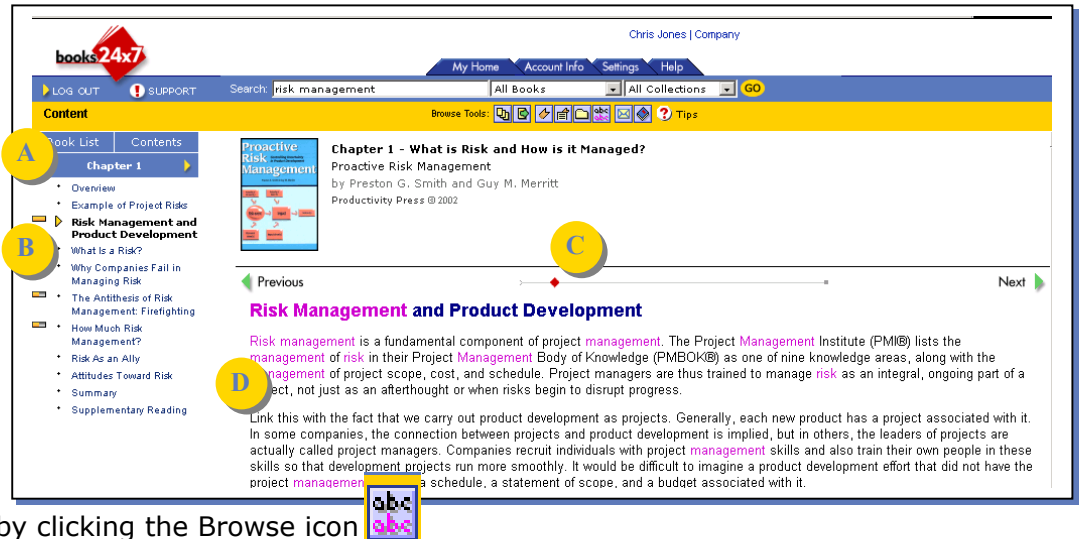 Chris Jones | Company
books24x7
My Home Account Info Settings Help
LOG OUT SUPPORT Search: risk management All Books All Collections GO
Content Browse Tools: abc abc ? Tips
A
Book List Contents
Chapter 1
Overview
Example of Project Risks
Risk Management and
Product Development
B
What Is a Risk?
Why Companies Fail in
Managing Risk
The Antithesis of Risk
Management: Firefighting
How Much Risk
Management?
Risk As an Ally
Attitudes Toward Risk
Summary
Supplementary Reading
Proactive
Risk
Management
Chapter 1 - What is Risk and How is it Managed?
Proactive Risk Management
by Preston G. Smith and Guy M. Merritt
Productivity Press © 2002
C
Previous Next
Risk Management and Product Development
Risk management is a fundamental component of project management. The Project Management Institute (PMI®) lists the
management of risk in their Project Management Body of Knowledge (PMBOK®) as one of nine knowledge areas, along with the
management of project scope, cost, and schedule. Project managers are thus trained to manage risk as an integral, ongoing part of a
D
project, not just as an afterthought or when risks begin to disrupt progress.
Link this with the fact that we carry out product development as projects. Generally, each new product has a project associated with it.
In some companies, the connection between projects and product development is implied, but in others, the leaders of projects are
actually called project managers. Companies recruit individuals with project management skills and also train their own people in these
skills so that development projects run more smoothly. It would be difficult to imagine a product development effort that did not have the
project management a schedule, a statement of scope, and a budget associated with it.
by clicking the Browse icon abc
abc